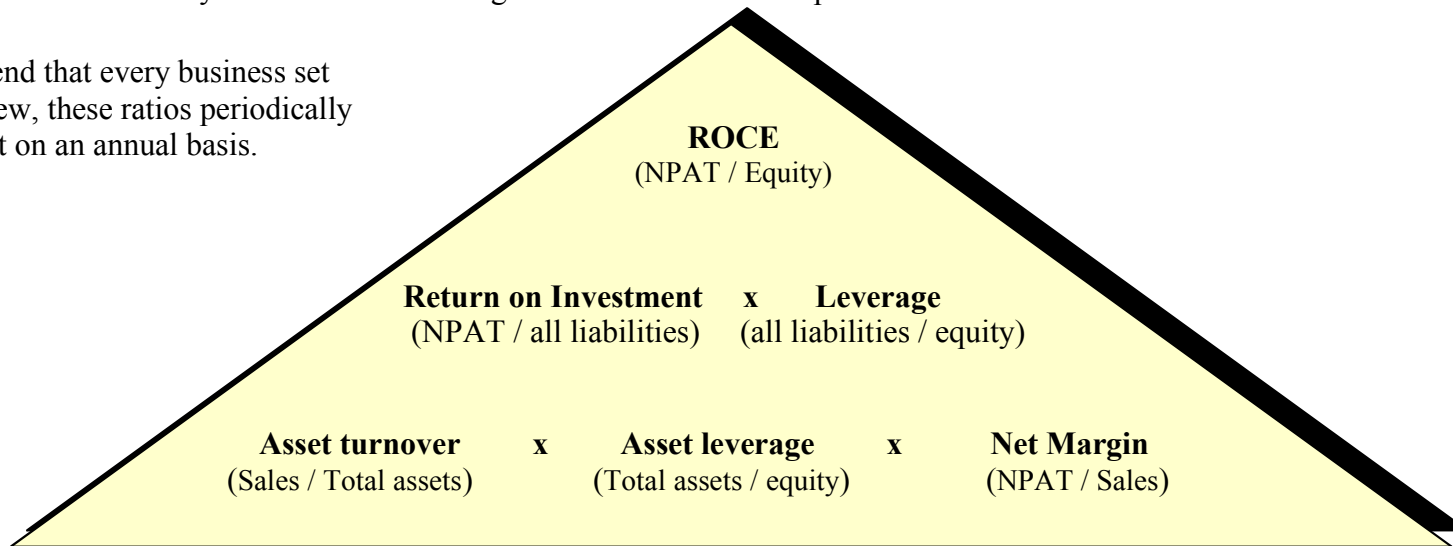 end that every business set
ew, these ratios periodically
t on an annual basis.
ROCE
(NPAT / Equity)
Return on Investment x Leverage
(NPAT / all liabilities) (all liabilities / equity)
Asset turnover x Asset leverage x Net Margin
(Sales / Total assets) (Total assets / equity) (NPAT / Sales)